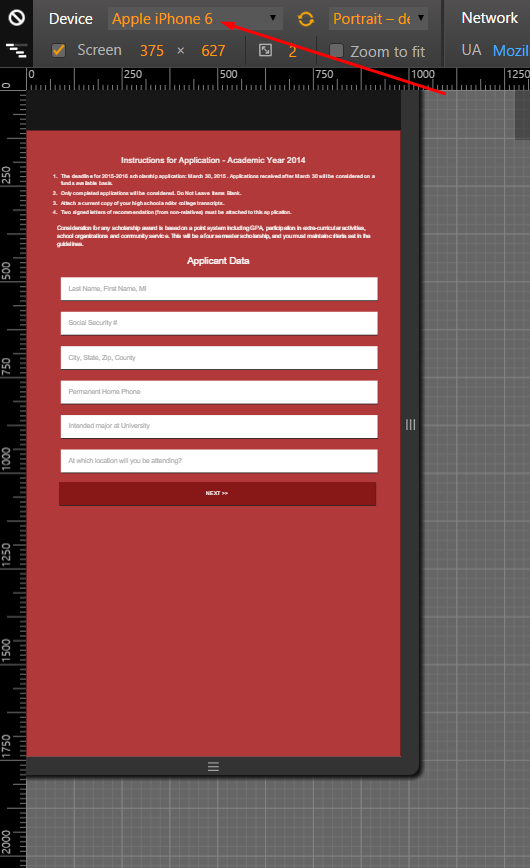 Device Apple iPhone 6 Portrait – de Network
Screen 375 × 627 2 Zoom to fit UA Mozil
0 250 500 750 1000 1250
0
250
500
750
1000
1250
1500
1750
2000
Instructions for Application - Academic Year 2014
1. The deadline for 2015-2016 scholarship application: March 30, 2015. Applications received after March 30 will be considered on a
funds available basis.
2. Only completed applications will be considered. Do Not Leave Items Blank.
3. Attach a current copy of your high school and/or college transcripts.
4. Two signed letters of recommendation (from non-relatives) must be attached to this application.
Consideration for any scholarship award is based on a point system including GPA, participation in extra-curricular activities,
school organizations and community service. This will be a four semester scholarship, and you must maintain criteria set in the
guidelines.
Applicant Data
Last Name, First Name, MI
Social Security #
City, State, Zip, County
Permanent Home Phone
Intended major at University
At which location will you be attending?
NEXT >>